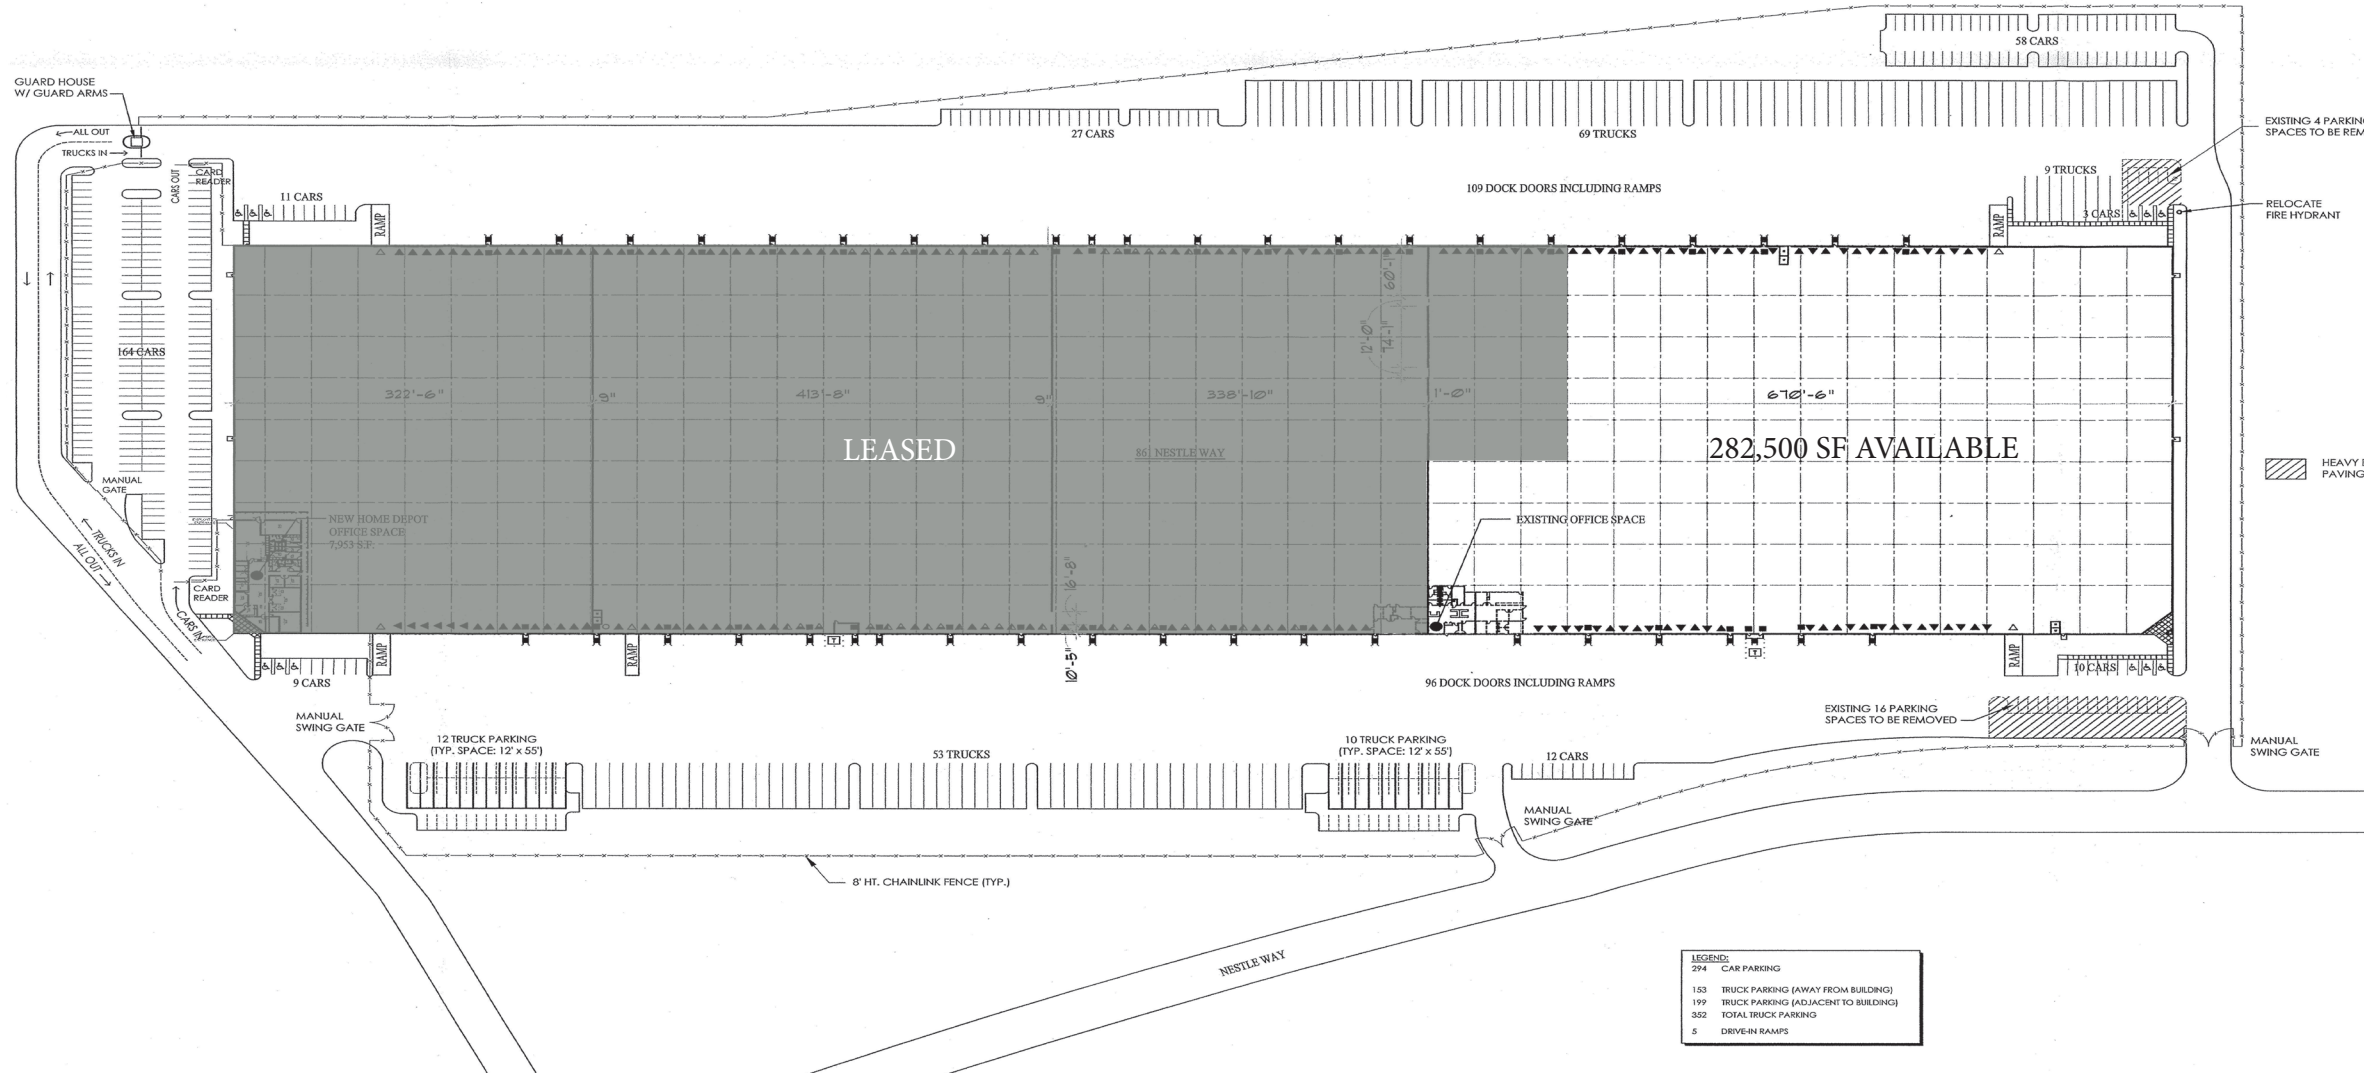 58 CARS
GUARD HOUSE
W/ GUARD ARMS
ALL OUT
TRUCKS IN
27 CARS
69 TRUCKS
EXISTING 4 PARKING
SPACES TO BE REM
CARS OUT
CARD
READER
11 CARS
RAMP
109 DOCK DOORS INCLUDING RAMPS
9 TRUCKS
3 CARS
RAMP
RELOCATE
FIRE HYDRANT
60'-1"
12'-0"
74'-1"
164 CARS
322'-6"
9"
413'-8"
9"
338'-10"
1'-0"
670'-6"
LEASED
86 NESTLE WAY
282,500 SF AVAILABLE
HEAVY
PAVING
MANUAL
GATE
NEW HOME DEPOT
OFFICE SPACE
7,953 S.F.
EXISTING OFFICE SPACE
TRUCKS IN
ALL OUT
CARD
READER
CARS IN
16'-8"
10'-5"
RAMP
RAMP
RAMP
9 CARS
96 DOCK DOORS INCLUDING RAMPS
10 CARS
MANUAL
SWING GATE
EXISTING 16 PARKING
SPACES TO BE REMOVED
12 TRUCK PARKING
(TYP. SPACE: 12' x 55')
53 TRUCKS
10 TRUCK PARKING
(TYP. SPACE: 12' x 55')
12 CARS
MANUAL
SWING GATE
MANUAL
SWING GATE
8' HT. CHAINLINK FENCE (TYP.)
NESTLE WAY
LEGEND:
294 CAR PARKING
153 TRUCK PARKING (AWAY FROM BUILDING)
199 TRUCK PARKING (ADJACENT TO BUILDING)
352 TOTAL TRUCK PARKING
5 DRIVE-IN RAMPS